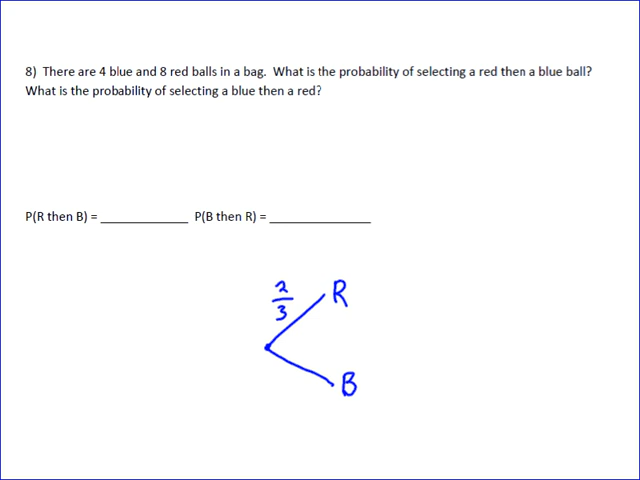 8) There are 4 blue and 8 red balls in a bag. What is the probability of selecting a red then a blue ball?
What is the probability of selecting a blue then a red?
P(R then B) = _____________ P(B then R) = _______________
2/3 R
B